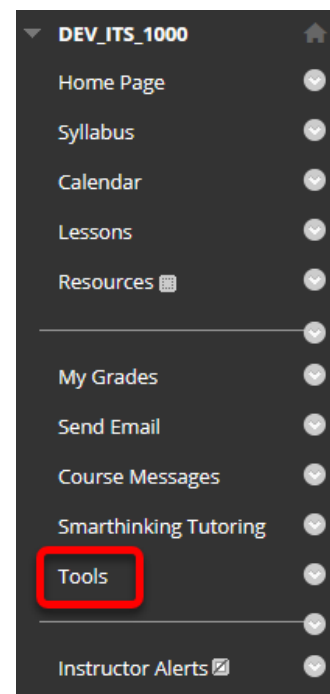 DEV_ITS_1000
Home Page
Syllabus
Calendar
Lessons
Resources
My Grades
Send Email
Course Messages
Smarthinking Tutoring
Tools
Instructor Alerts